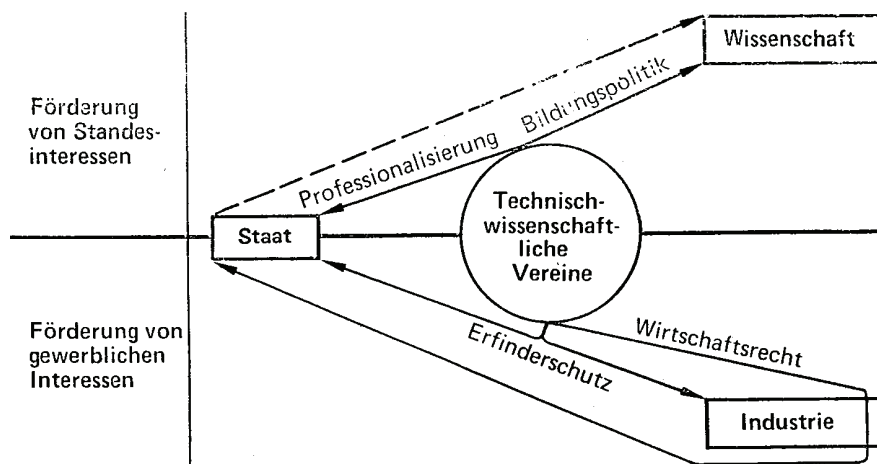 Wissenschaft
Förderung
von Standes-
interessen
Professionalisierung Bildungspolitik
Technisch-
wissenschaft-
liche
Vereine
Staat
Förderung von
gewerblichen
Interessen
Erfinderschutz
Wirtschaftsrecht
Industrie